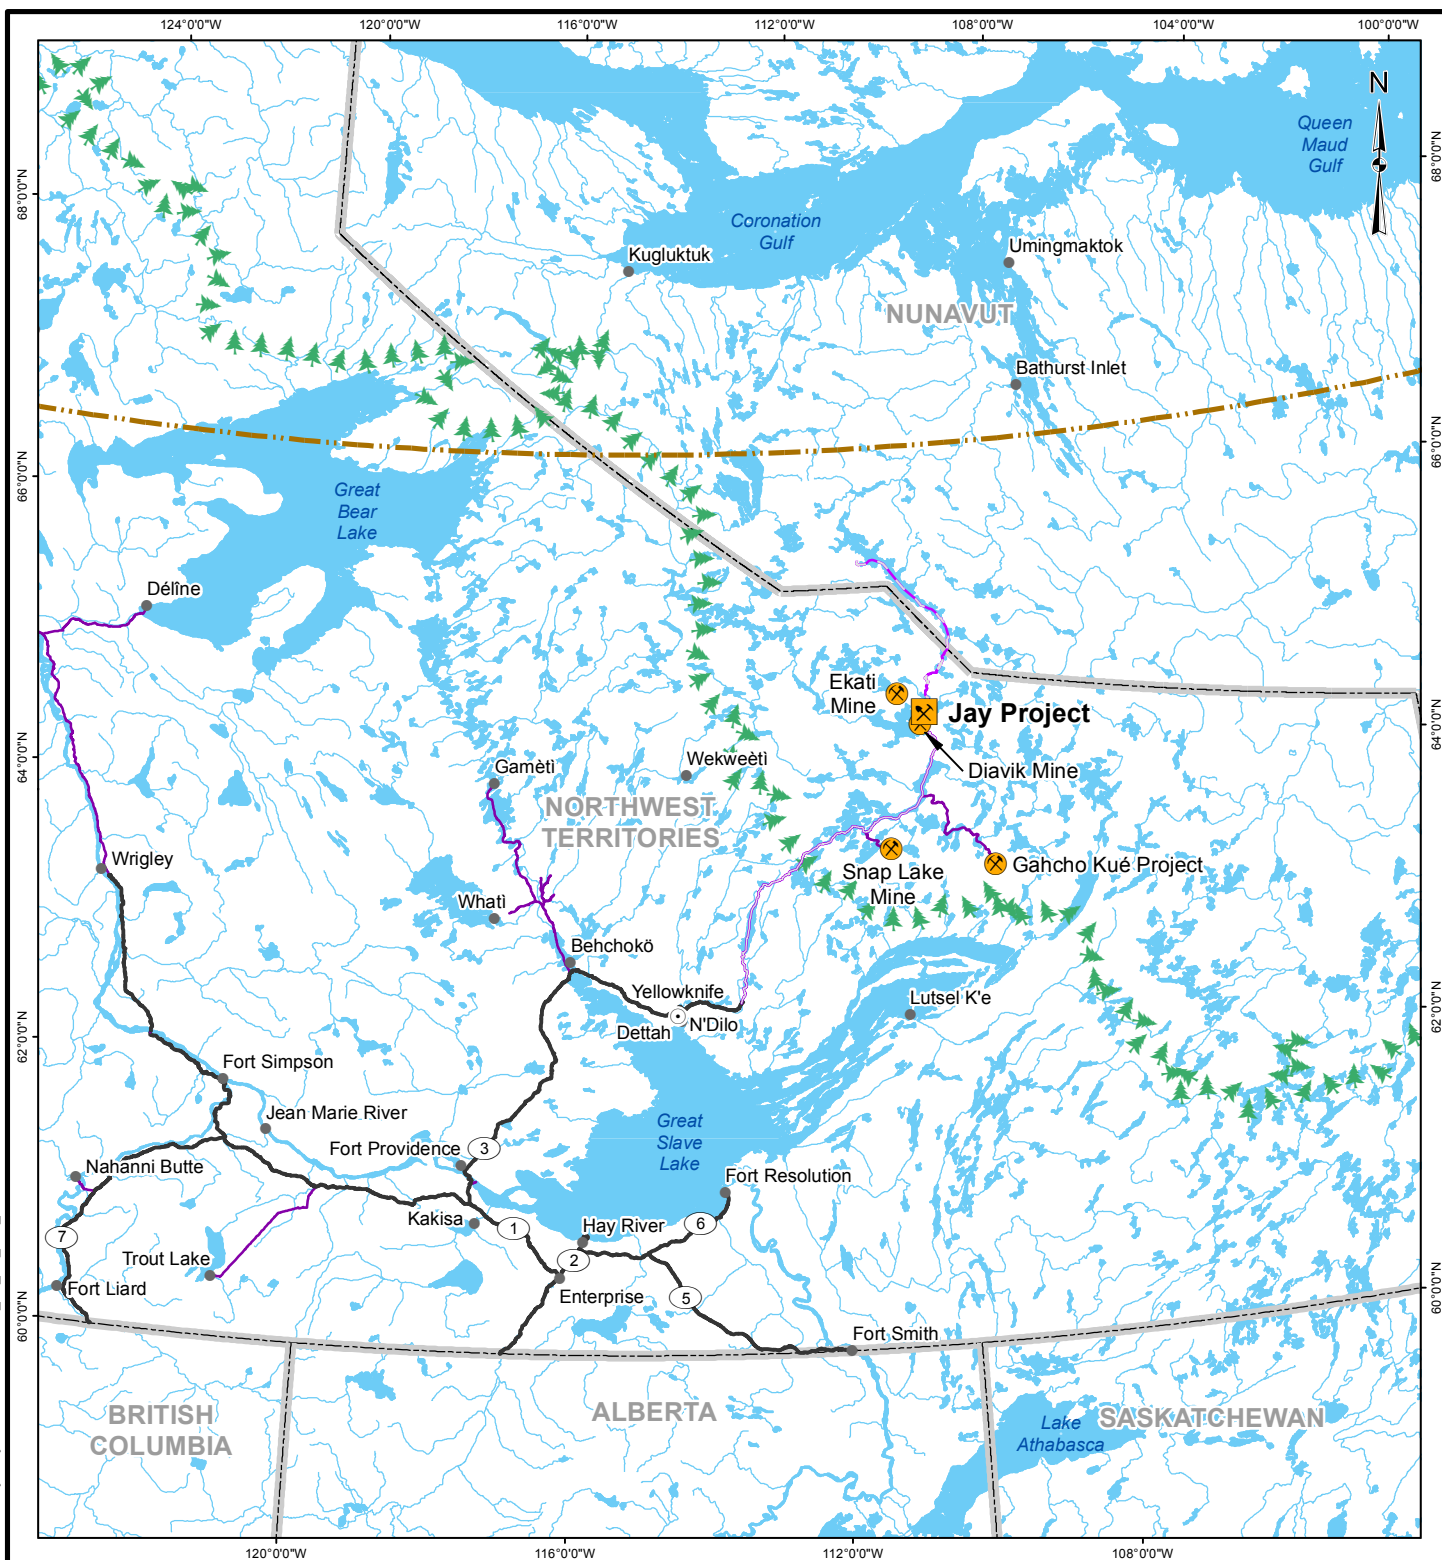 124°0'0"W
120°0'0"W
116°0'0"W
112°0'0"W
108°0'0"W
104°0'0"W
100°0'0"W
N
Queen
Maud
Gulf
68°0'0"N
68°0'0"N
Coronation
Gulf
Kugluktuk
Umingmaktok
NUNAVUT
Bathurst Inlet
66°0'0"N
66°0'0"N
Great
Bear
Lake
Délîne
Ekati
Mine
Jay Project
Diavik Mine
64°0'0"N
64°0'0"N
Wekweètì
Gamètì
NORTHWEST
TERRITORIES
Wrigley
Snap Lake
Mine
Gahcho Kué Project
Whatì
Behchokö
Yellowknife
N'Dilo
Dettah
Lutsel K'e
62°0'0"N
62°0'0"N
Fort Simpson
Jean Marie River
Fort Providence
3
Great
Slave
Lake
Nahanni Butte
Fort Resolution
Kakisa
1
Hay River
6
7
2
Trout Lake
Fort Liard
Enterprise
5
60°0'0"N
60°0'0"N
Fort Smith
BRITISH
COLUMBIA
ALBERTA
Lake
Athabasca
SASKATCHEWAN
120°0'0"W
116°0'0"W
112°0'0"W
108°0'0"W